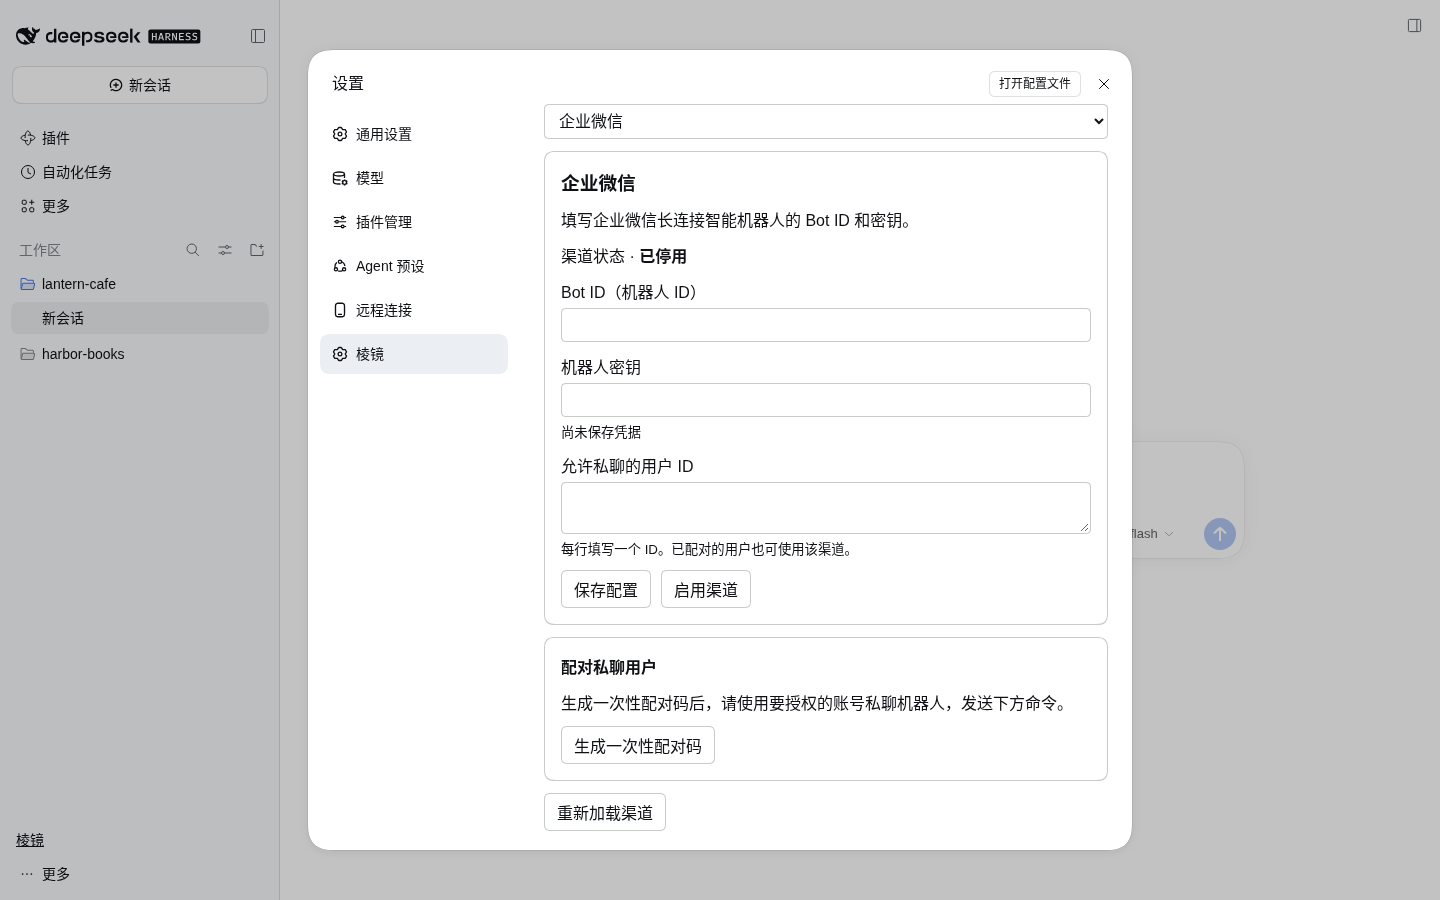 deepseek HARNESS
新会话
插件
自动化任务
更多
工作区
lantern-cafe
新会话
harbor-books
棱镜
更多
设置
打开配置文件
通用设置
模型
插件管理
Agent 预设
远程连接
棱镜
企业微信
企业微信
填写企业微信长连接智能机器人的 Bot ID 和密钥。
渠道状态 · 已停用
Bot ID（机器人 ID）
机器人密钥
尚未保存凭据
允许私聊的用户 ID
每行填写一个 ID。已配对的用户也可使用该渠道。
保存配置
启用渠道
配对私聊用户
生成一次性配对码后，请使用要授权的账号私聊机器人，发送下方命令。
生成一次性配对码
重新加载渠道
flash